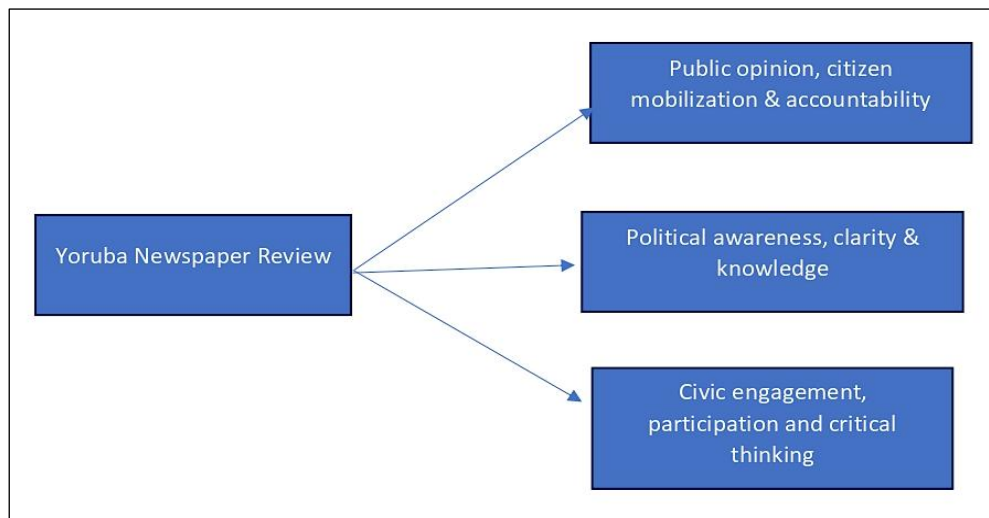 Yoruba Newspaper Review
Public opinion, citizen
mobilization & accountability
Political awareness, clarity &
knowledge
Civic engagement,
participation and critical
thinking